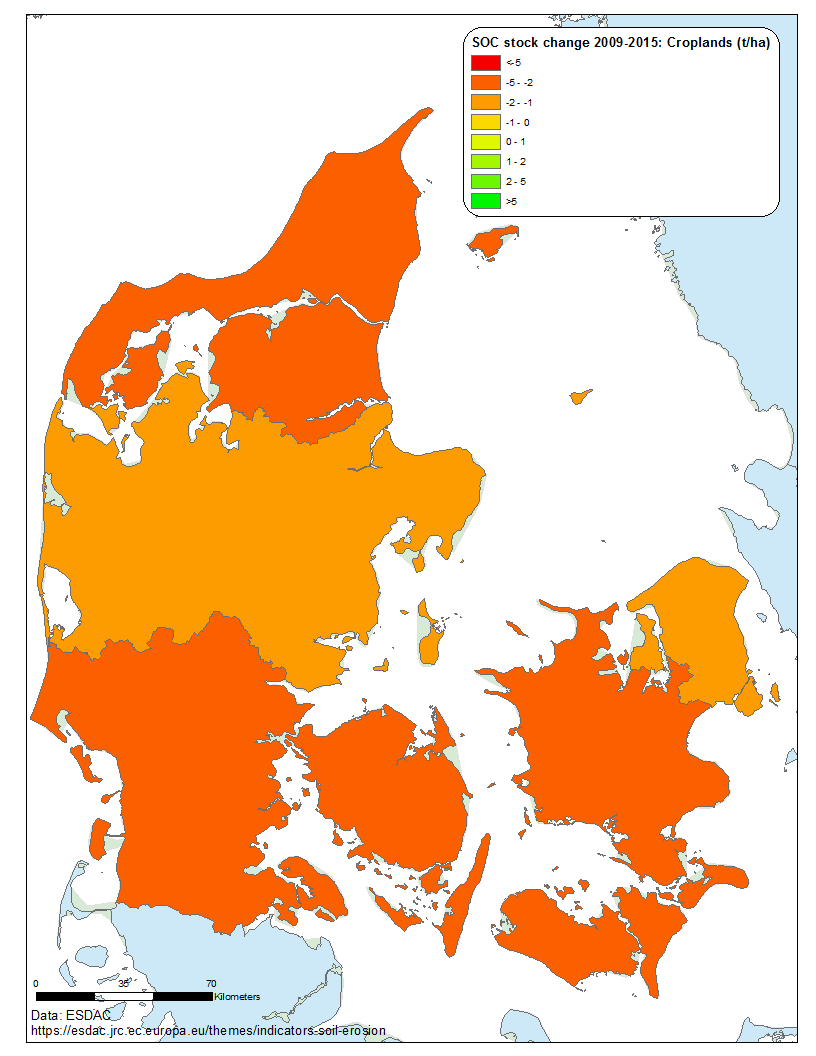 SOC stock change 2009-2015: Croplands (t/ha)
<-5
-5 - -2
-2 - -1
-1 - 0
0 - 1
1 - 2
2 - 5
>5
0 35 70
Kilometers
Data: ESDAC
https://esdac.jrc.ec.europa.eu/themes/indicators-soil-erosion